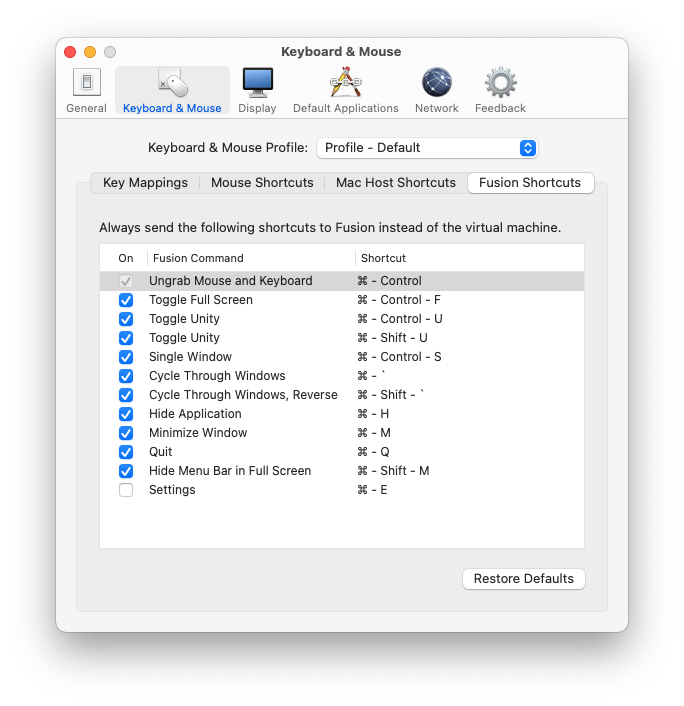 Keyboard & Mouse
General Keyboard & Mouse Display Default Applications Network Feedback
Keyboard & Mouse Profile: Profile - Default
Key Mappings Mouse Shortcuts Mac Host Shortcuts Fusion Shortcuts
Always send the following shortcuts to Fusion instead of the virtual machine.
On Fusion Command Shortcut
Ungrab Mouse and Keyboard ⌘ - Control
Toggle Full Screen ⌘ - Control - F
Toggle Unity ⌘ - Control - U
Toggle Unity ⌘ - Shift - U
Single Window ⌘ - Control - S
Cycle Through Windows ⌘ - `
Cycle Through Windows, Reverse ⌘ - Shift - `
Hide Application ⌘ - H
Minimize Window ⌘ - M
Quit ⌘ - Q
Hide Menu Bar in Full Screen ⌘ - Shift - M
Settings ⌘ - E
Restore Defaults